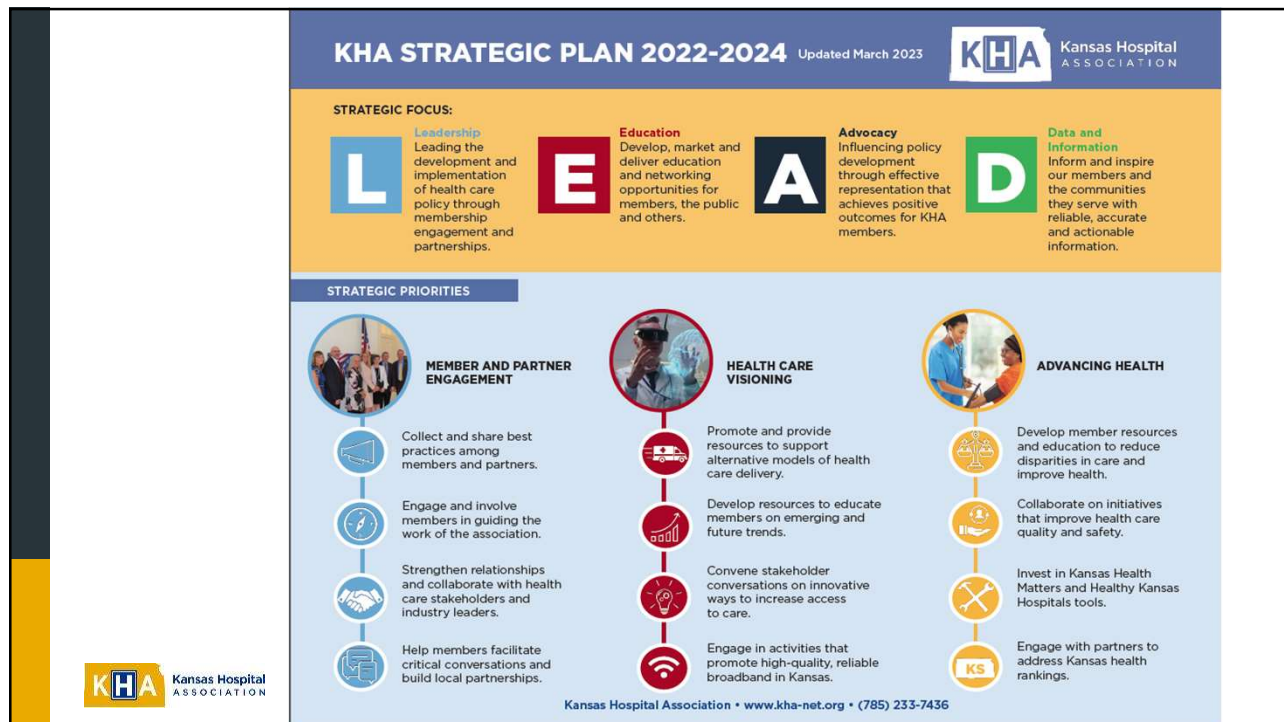 KHA STRATEGIC PLAN 2022-2024 Updated March 2023
KHA Kansas Hospital
ASSOCIATION
STRATEGIC FOCUS:
L
Leadership
Leading the
development and
implementation
of health care
policy through
membership
engagement and
partnerships.
E
Education
Develop, market and
deliver education
and networking
opportunities for
members, the public
and others.
A
Advocacy
Influencing policy
development
through effective
representation that
achieves positive
outcomes for KHA
members.
D
Data and
Information
Inform and inspire
our members and
the communities
they serve with
reliable, accurate
and actionable
information.
STRATEGIC PRIORITIES
MEMBER AND PARTNER
ENGAGEMENT
Collect and share best
practices among
members and partners.
Engage and involve
members in guiding the
work of the association.
Strengthen relationships
and collaborate with health
care stakeholders and
industry leaders.
Help members facilitate
critical conversations and
build local partnerships.
HEALTH CARE
VISIONING
Promote and provide
resources to support
alternative models of health
care delivery.
Develop resources to educate
members on emerging and
future trends.
Convene stakeholder
conversations on innovative
ways to increase access
to care.
Engage in activities that
promote high-quality, reliable
broadband in Kansas.
ADVANCING HEALTH
Develop member resources
and education to reduce
disparities in care and
improve health.
Collaborate on initiatives
that improve health care
quality and safety.
Invest in Kansas Health
Matters and Healthy Kansas
Hospitals tools.
KS
Engage with partners to
address Kansas health
rankings.
Kansas Hospital Association • www.kha-net.org • (785) 233-7436
KHA Kansas Hospital
ASSOCIATION